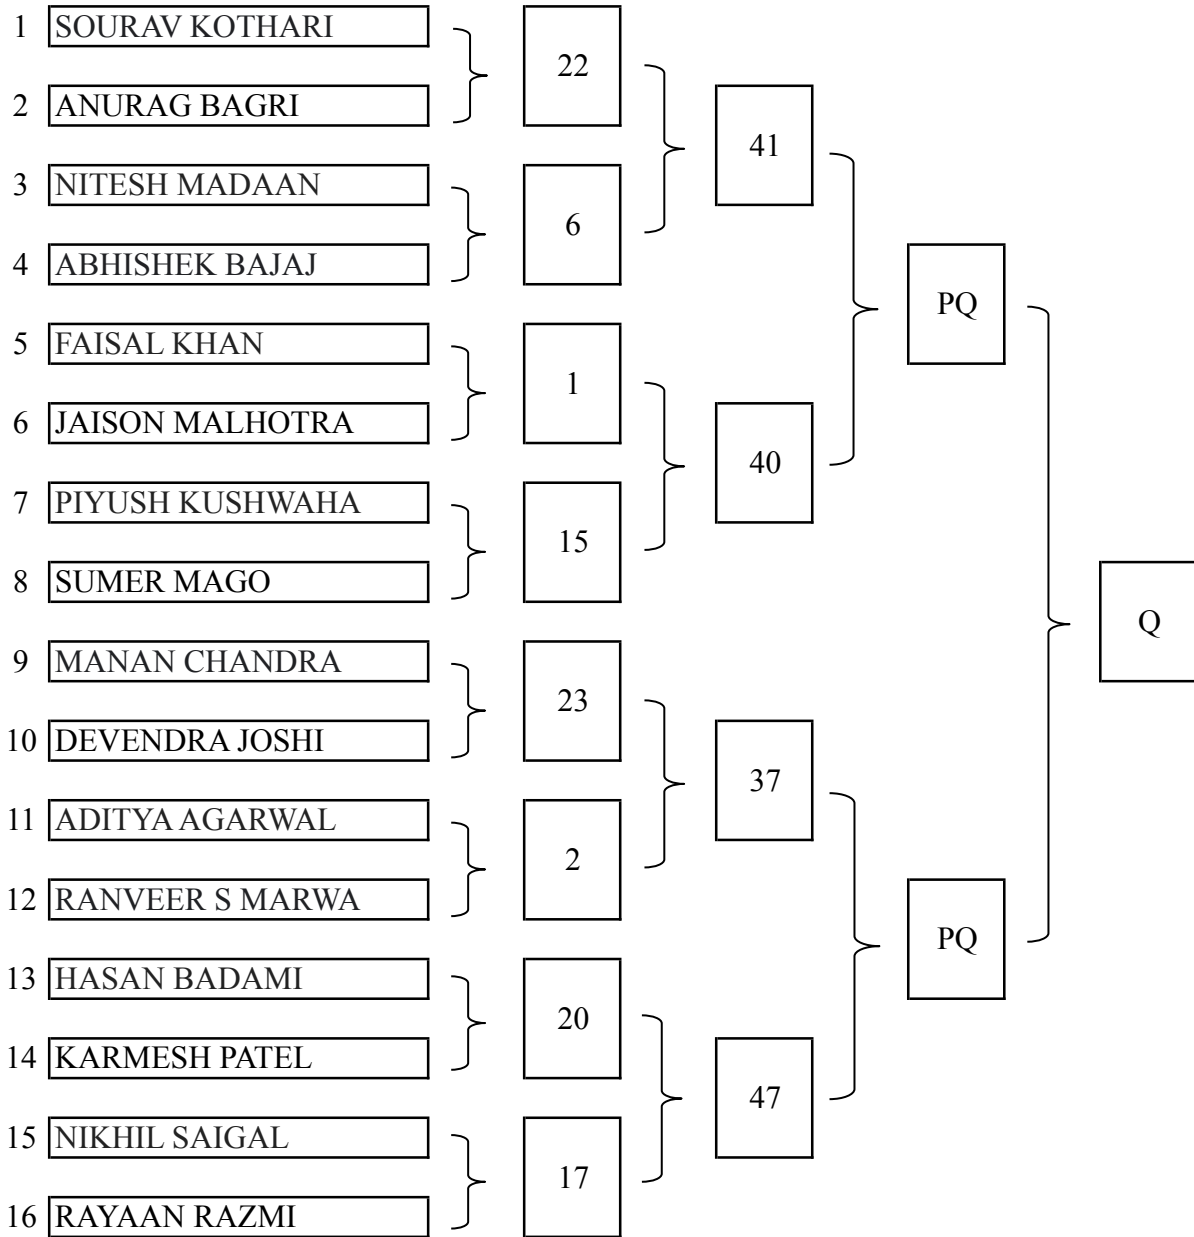 1 SOURAV KOTHARI
22
2 ANURAG BAGRI
41
3 NITESH MADAAN
6
4 ABHISHEK BAJAJ
PQ
5 FAISAL KHAN
1
6 JAISON MALHOTRA
40
7 PIYUSH KUSHWAHA
15
8 SUMER MAGO
Q
9 MANAN CHANDRA
23
10 DEVENDRA JOSHI
37
11 ADITYA AGARWAL
2
12 RANVEER S MARWA
PQ
13 HASAN BADAMI
20
14 KARMESH PATEL
47
15 NIKHIL SAIGAL
17
16 RAYAAN RAZMI